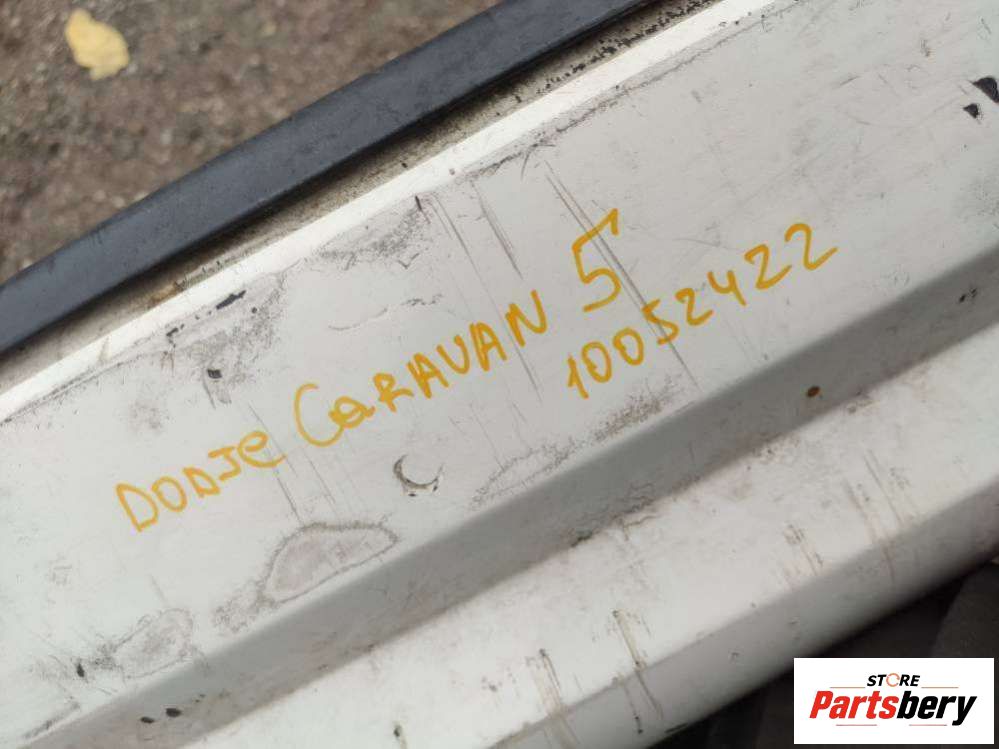 DODJE CARAVAN 5
10052422
STORE
Partsbery